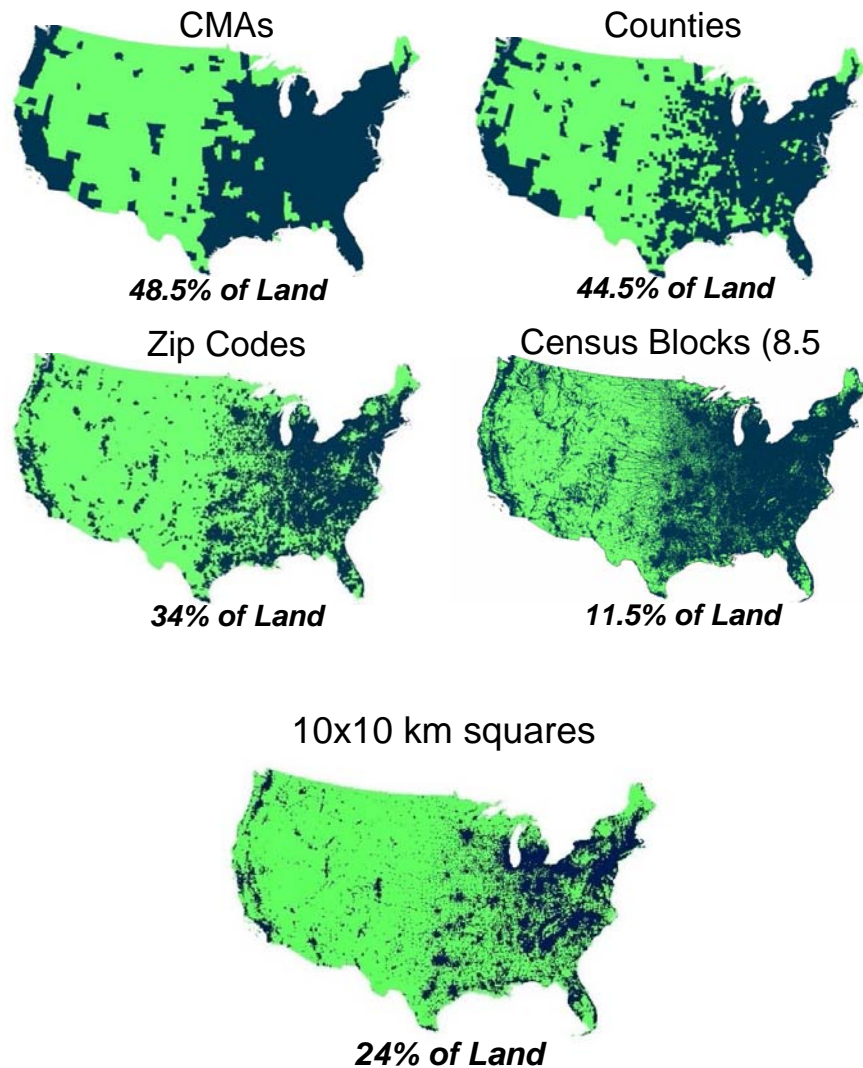 CMAs
Counties
48.5% of Land
44.5% of Land
Zip Codes
Census Blocks (8.5
34% of Land
11.5% of Land
10x10 km squares
24% of Land